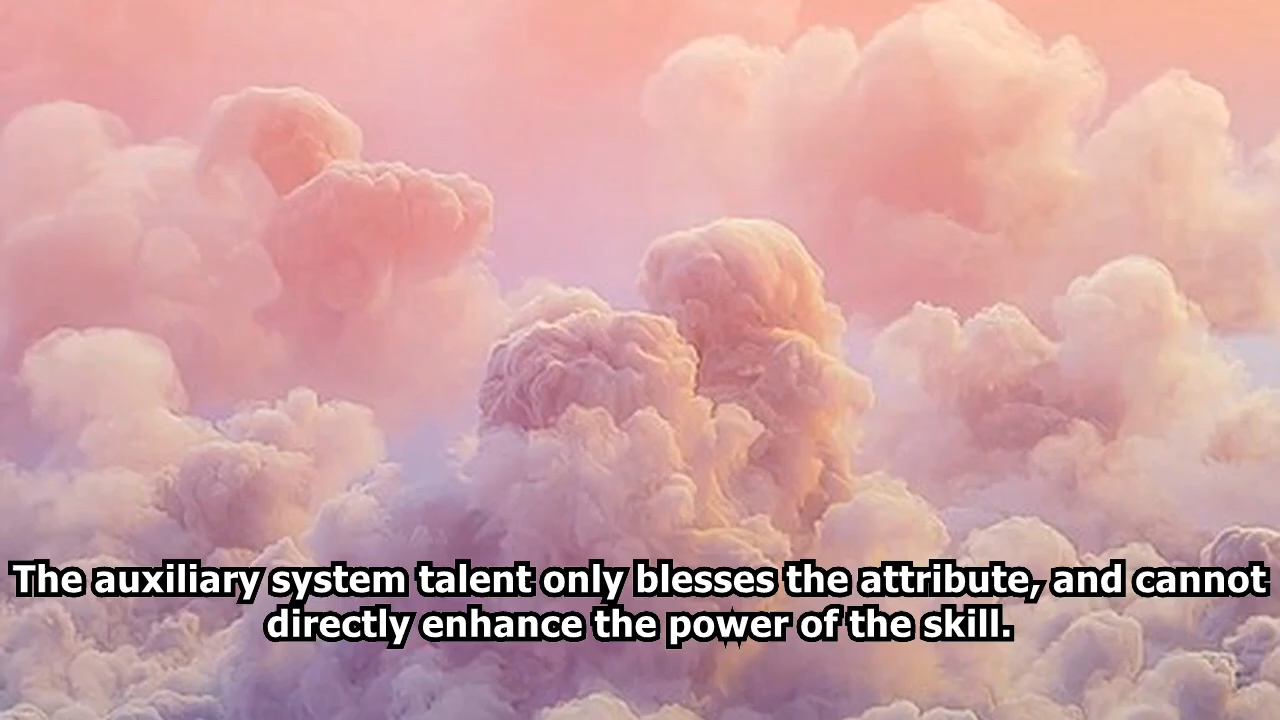 The auxiliary system talent only blesses the attribute, and cannot
directly enhance the power of the skill.